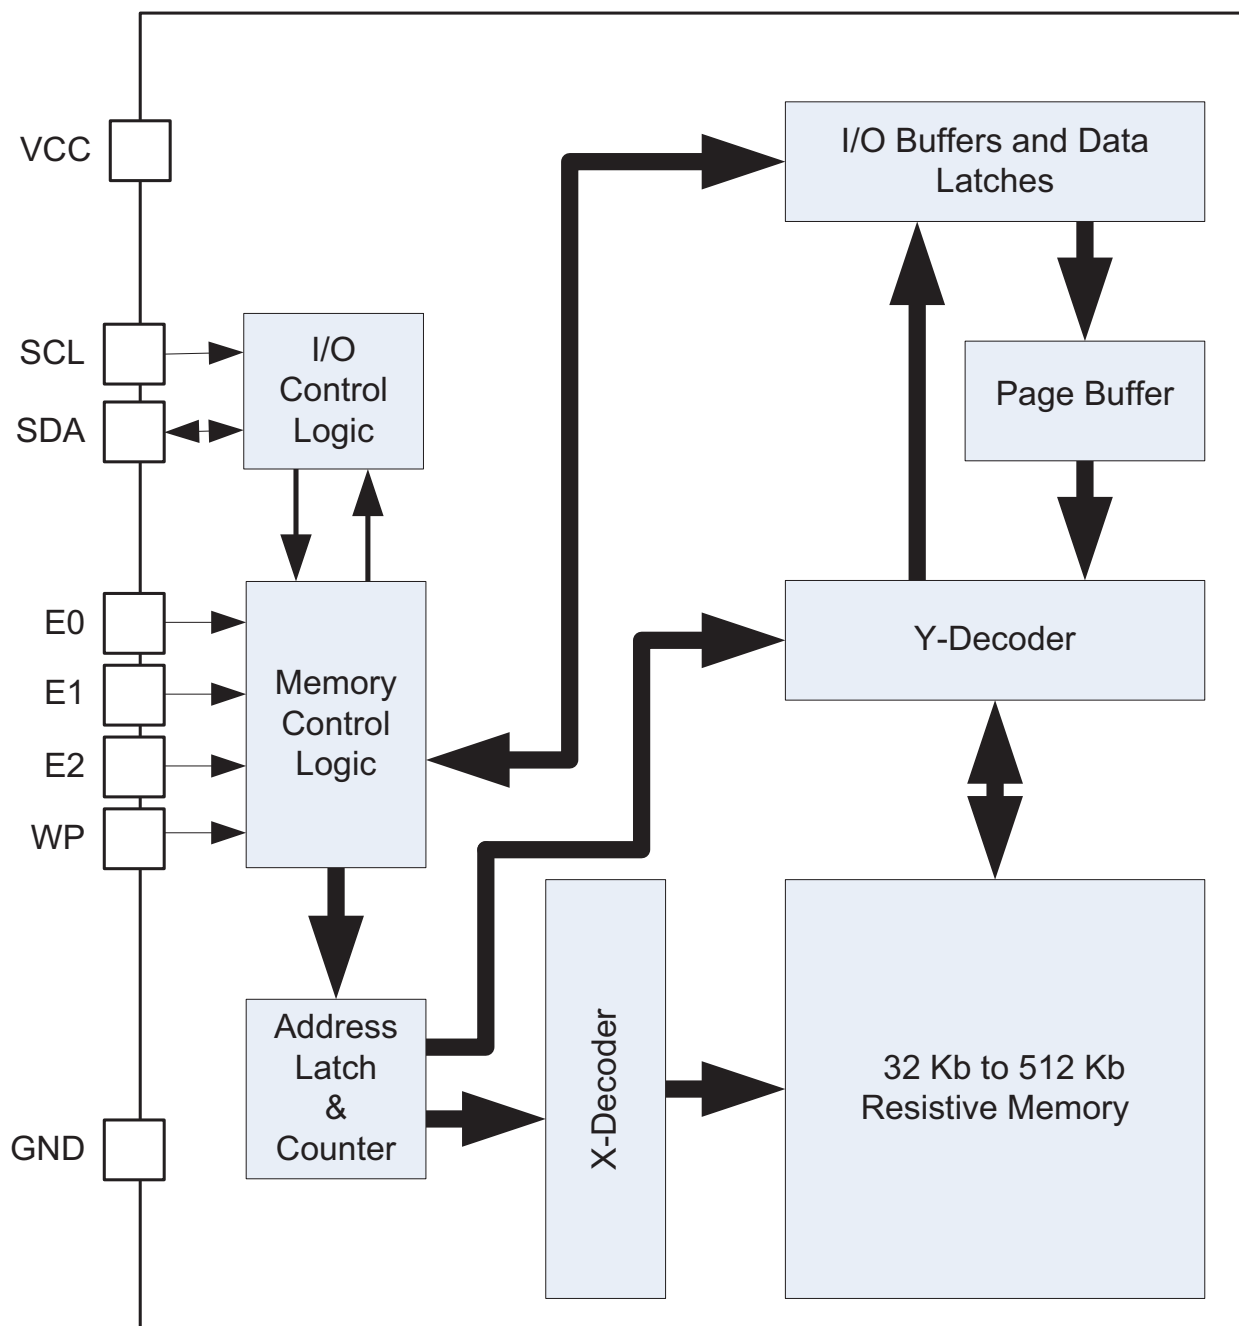 VCC
I/O Buffers and Data
Latches
SCL
I/O
Control
Logic
SDA
Page Buffer
E0
E1
E2
WP
Memory
Control
Logic
Y-Decoder
Address
Latch
&
Counter
GND
X-Decoder
32 Kb to 512 Kb
Resistive Memory